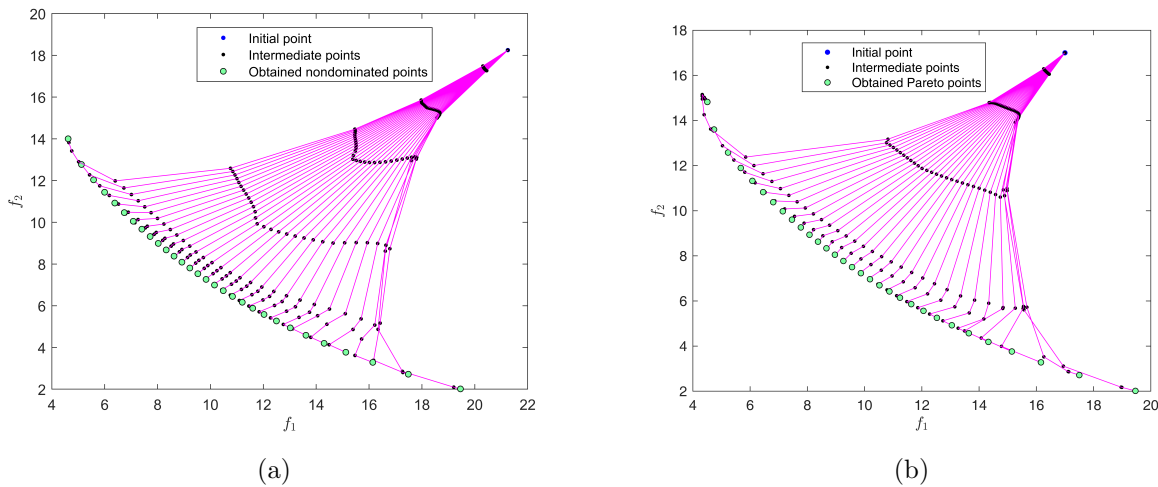 20
18
16
14
12
10
8
6
4
2
f2
4 6 8 10 12 14 16 18 20 22
f1
Initial point
Intermediate points
Obtained nondominated points
(a)
18
16
14
12
10
8
6
4
2
f2
4 6 8 10 12 14 16 18 20
f1
Initial point
Intermediate points
Obtained Pareto points
(b)